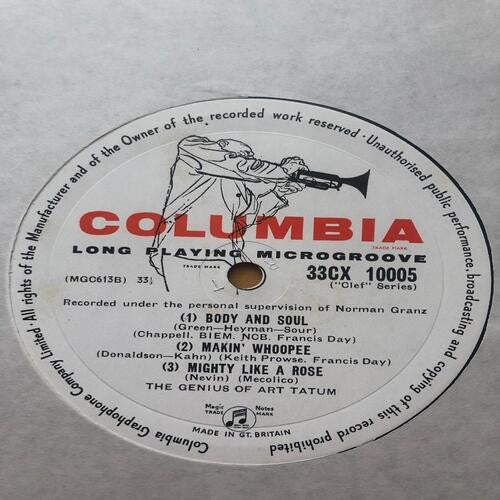 Columbia Graphophone Company Limited · All rights of the Manufacturer and of the Owner of the recorded work reserved · Unauthorised public performance, broadcasting and copying of this record prohibited
COLUMBIA
TRADE MARK
LONG PLAYING MICROGROOVE
TRADE MARK
33CX 10005
(MGC613B) 33⅓
("Clef" Series)
Recorded under the personal supervision of Norman Granz
(1) BODY AND SOUL
(Green—Heyman—Sour)
(Chappell. BIEM. NCB. Francis Day)
(2) MAKIN' WHOOPEE
(Donaldson-Kahn) (Keith Prowse. Francis Day)
(3) MIGHTY LIKE A ROSE
(Nevin) (Mecolico)
THE GENIUS OF ART TATUM
Magic Notes
TRADE MARK
MADE IN GT. BRITAIN